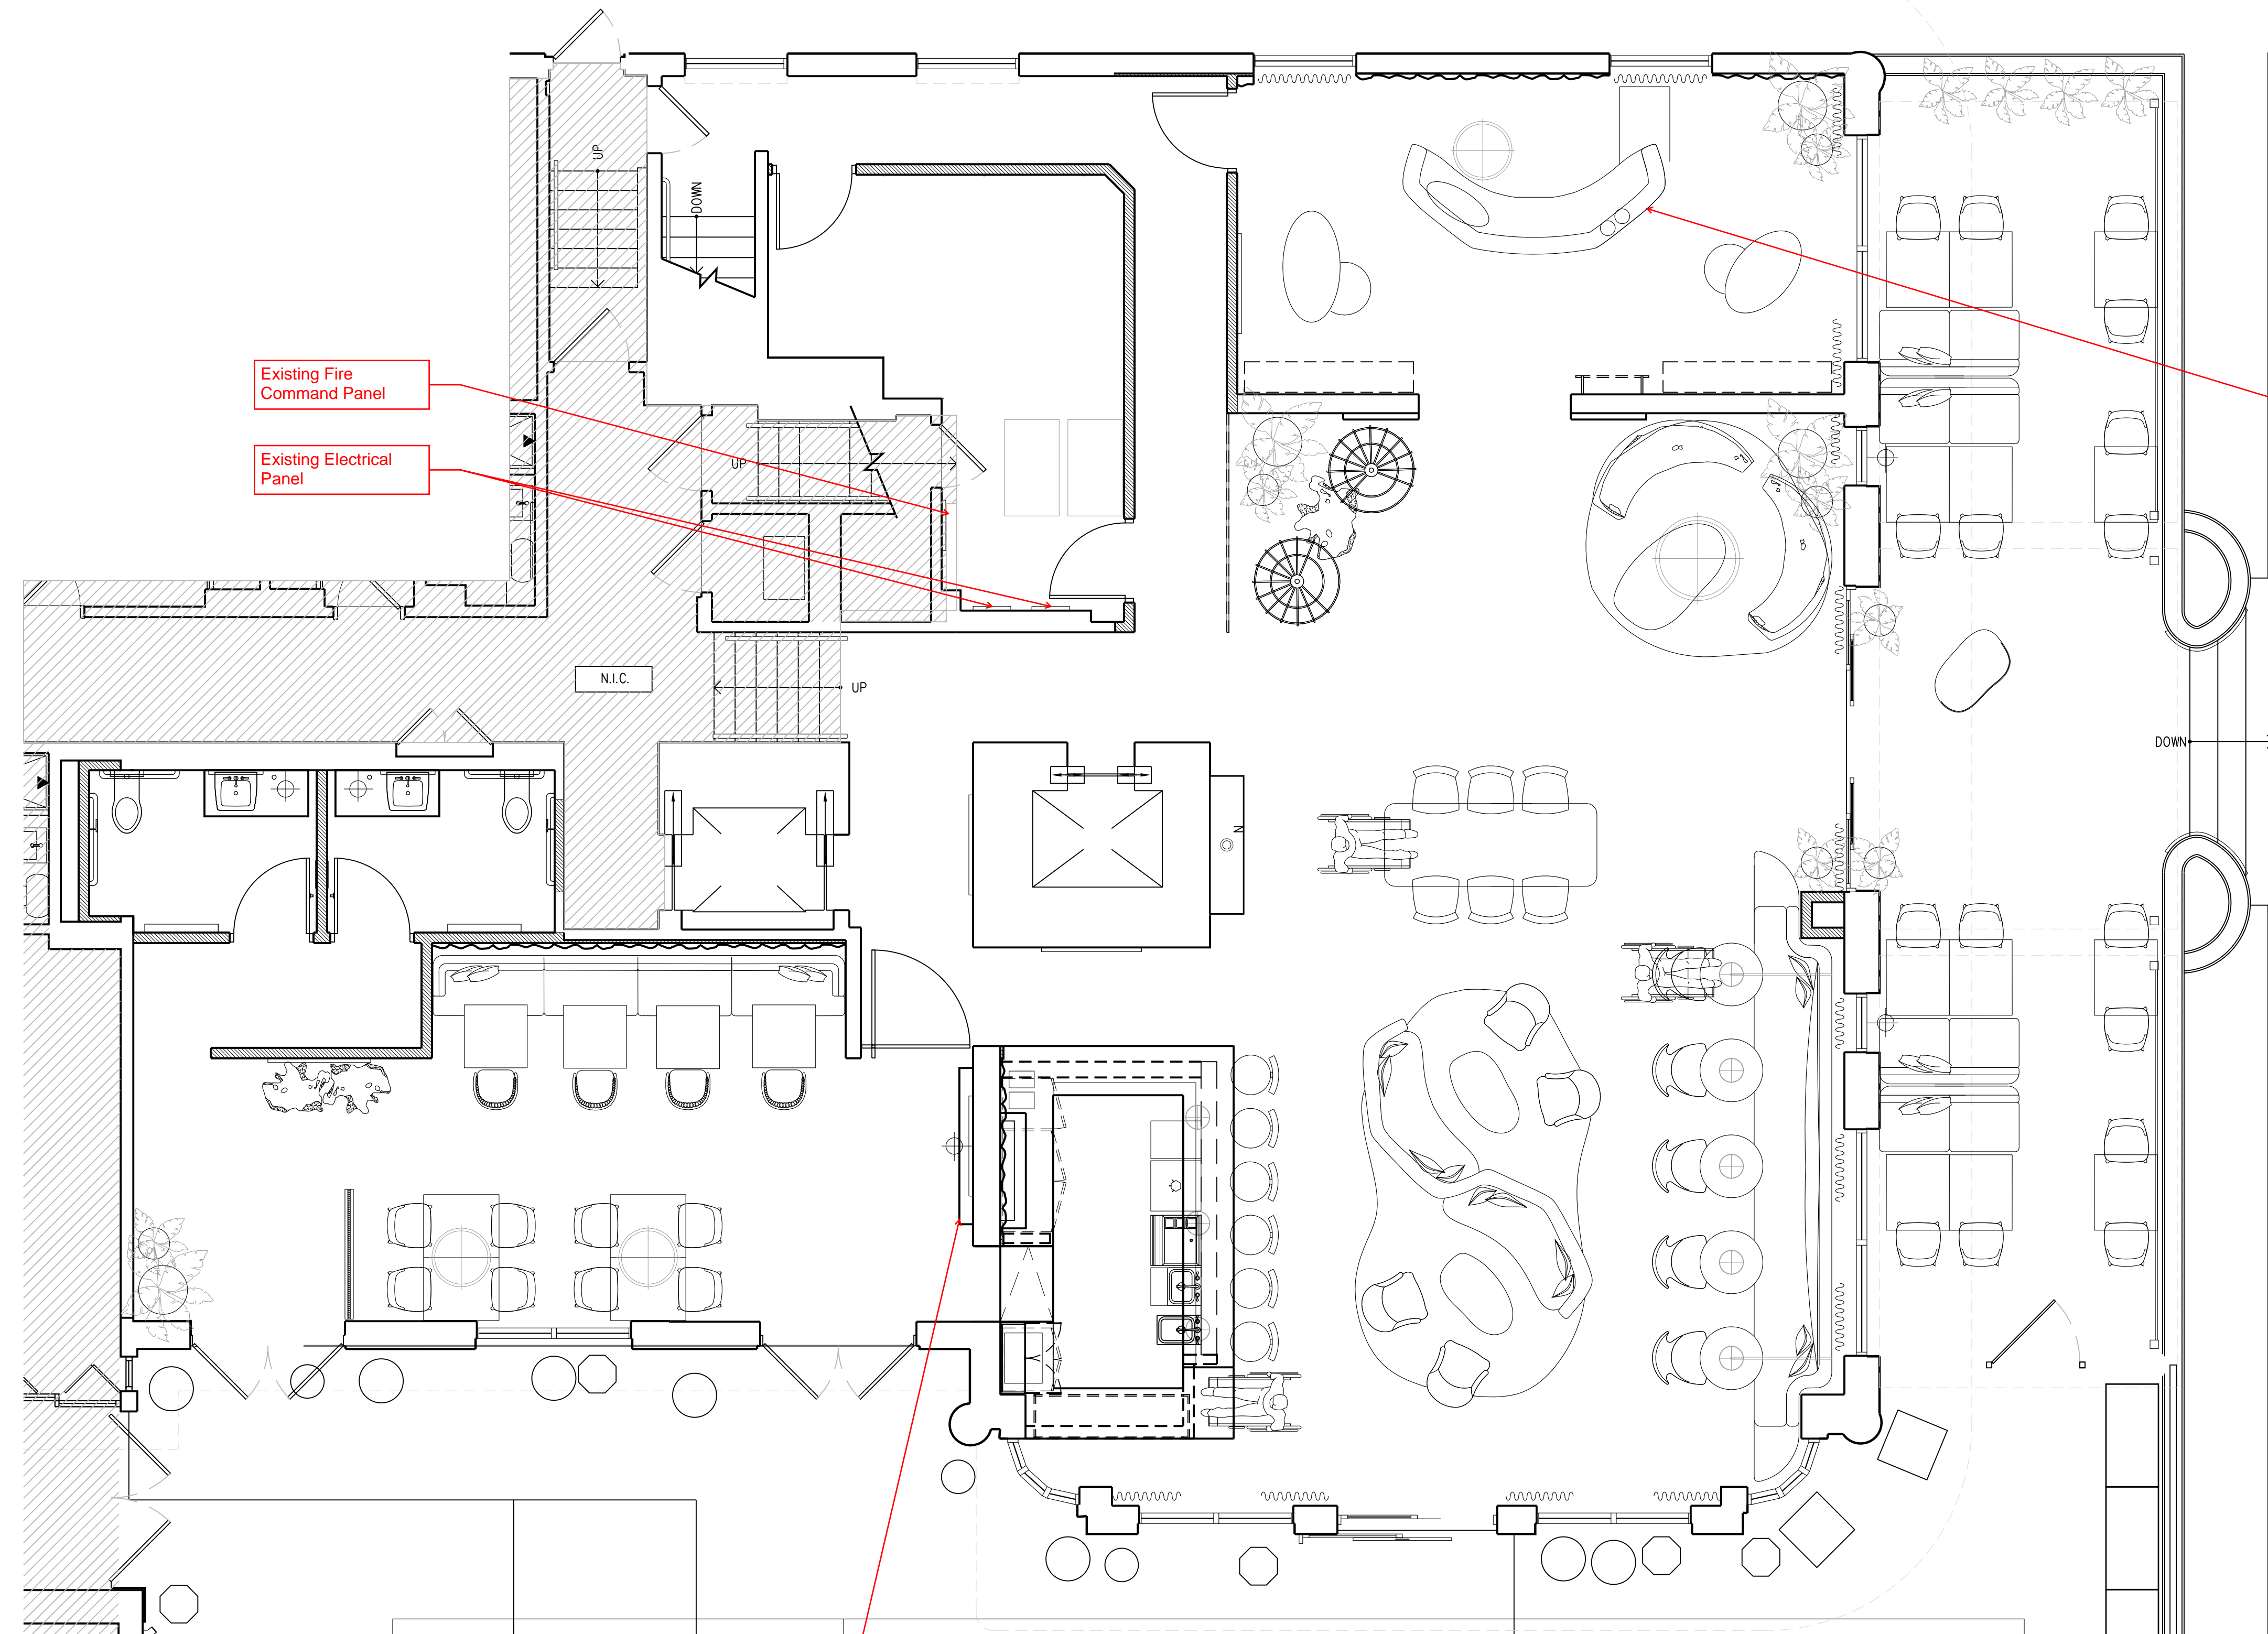 UP
DOWN
Existing Fire
Command Panel
Existing Electrical
Panel
UP
N.I.C.
UP
DOWN
N